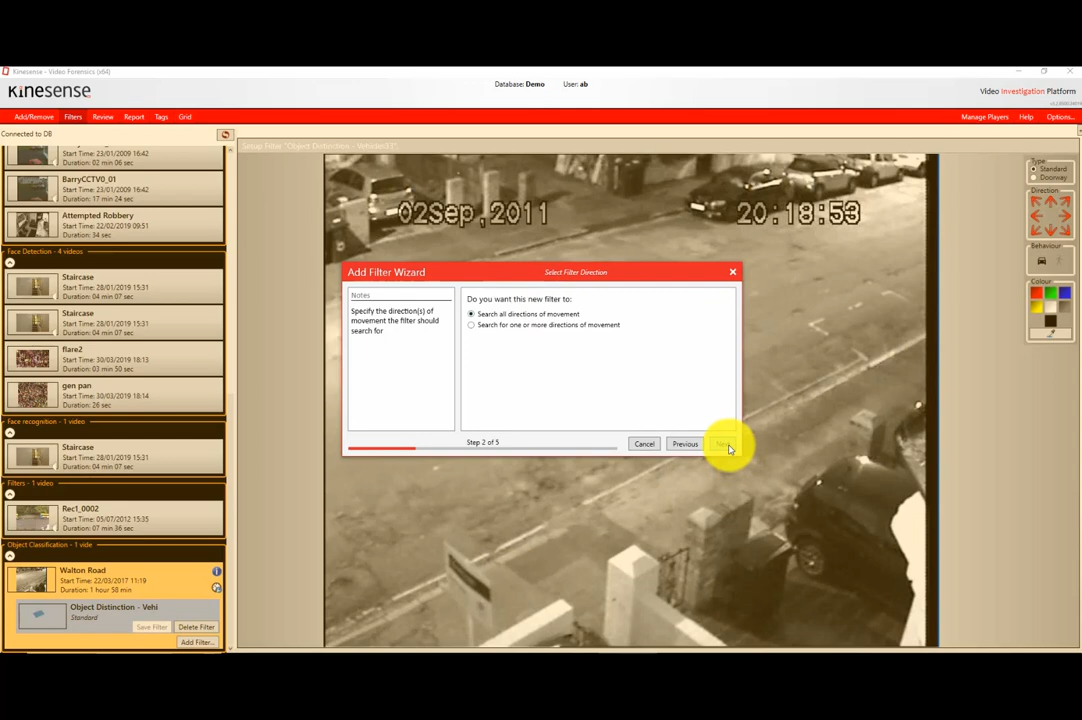 Kinesense - Video Forensics (x64)
Kinesense
Database: Demo
User: ab
Video Investigation Platform
Add/Remove
Filters
Review
Report
Tags
Grid
Manage Players
Help
Options...
Connected to DB
Start Time: 23/01/2009 16:42
Duration: 02 min 06 sec
BarryCCTV0_01
Start Time: 23/01/2009 16:42
Duration: 17 min 24 sec
Attempted Robbery
Start Time: 22/02/2019 09:51
Duration: 34 sec
Face Detection - 4 videos
Staircase
Start Time: 28/01/2019 15:31
Duration: 04 min 07 sec
Staircase
Start Time: 28/01/2019 15:31
Duration: 04 min 07 sec
flare2
Start Time: 30/03/2019 18:13
Duration: 03 min 50 sec
gen pan
Start Time: 30/03/2019 18:14
Duration: 26 sec
Face recognition - 1 video
Staircase
Start Time: 28/01/2019 15:31
Duration: 04 min 07 sec
Filters - 1 video
Rec1_0002
Start Time: 05/07/2012 15:35
Duration: 07 min 36 sec
Object Classification - 1 vide
Walton Road
Start Time: 22/03/2017 11:19
Duration: 1 hour 58 min
Object Distinction - Vehi
Standard
Save Filter
Delete Filter
Add Filter...
02Sep,2011
20:18:53
Add Filter Wizard
Select Filter Direction
Notes
Specify the direction(s) of
movement the filter should
search for
Do you want this new filter to:
Search all directions of movement
Search for one or more directions of movement
Step 2 of 5
Cancel
Previous
Next
Type
Standard
Doorway
Direction
Behaviour
Colour